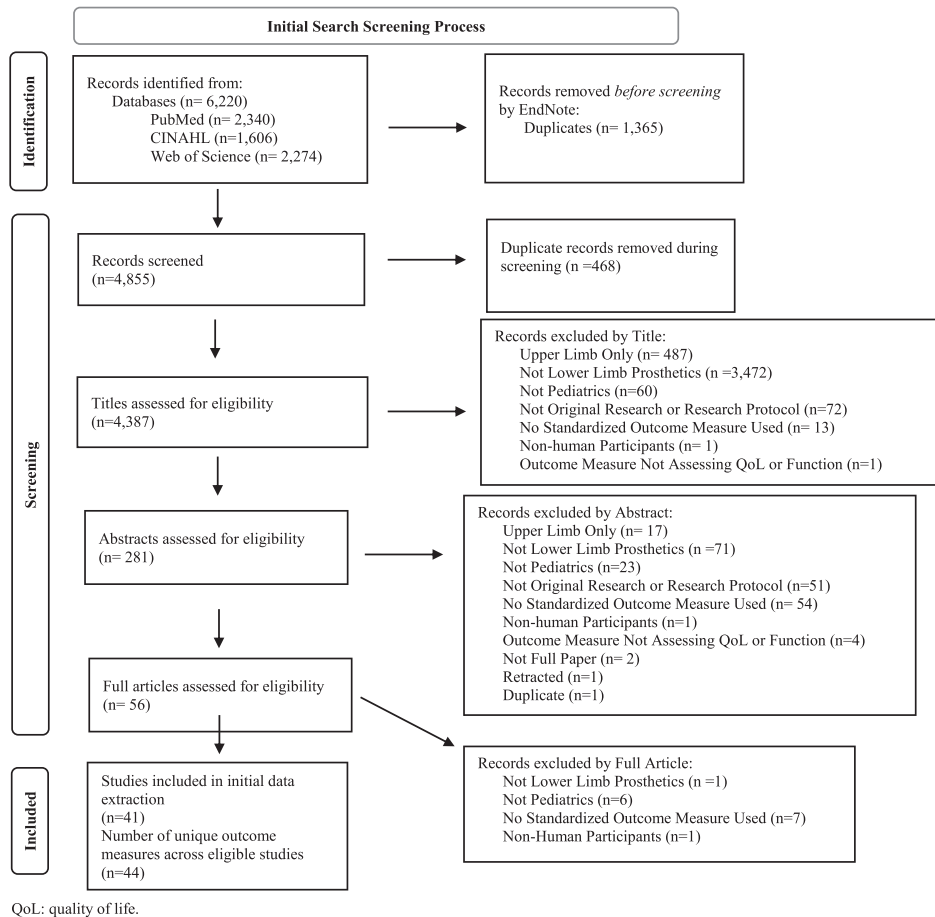 Initial Search Screening Process
Identification
Records identified from:
Databases (n= 6,220)
PubMed (n= 2,340)
CINAHL (n=1,606)
Web of Science (n= 2,274)
Records removed before screening
by EndNote:
Duplicates (n= 1,365)
Screening
Records screened
(n=4,855)
Duplicate records removed during
screening (n =468)
Titles assessed for eligibility
(n=4,387)
Records excluded by Title:
Upper Limb Only (n= 487)
Not Lower Limb Prosthetics (n =3,472)
Not Pediatrics (n=60)
Not Original Research or Research Protocol (n=72)
No Standardized Outcome Measure Used (n= 13)
Non-human Participants (n= 1)
Outcome Measure Not Assessing QoL or Function (n=1)
Abstracts assessed for eligibility
(n= 281)
Records excluded by Abstract:
Upper Limb Only (n= 17)
Not Lower Limb Prosthetics (n =71)
Not Pediatrics (n=23)
Not Original Research or Research Protocol (n=51)
No Standardized Outcome Measure Used (n= 54)
Non-human Participants (n=1)
Outcome Measure Not Assessing QoL or Function (n=4)
Not Full Paper (n= 2)
Retracted (n=1)
Duplicate (n=1)
Full articles assessed for eligibility
(n= 56)
Records excluded by Full Article:
Not Lower Limb Prosthetics (n =1)
Not Pediatrics (n=6)
No Standardized Outcome Measure Used (n=7)
Non-Human Participants (n=1)
Included
Studies included in initial data
extraction
(n=41)
Number of unique outcome
measures across eligible studies
(n=44)
QoL: quality of life.